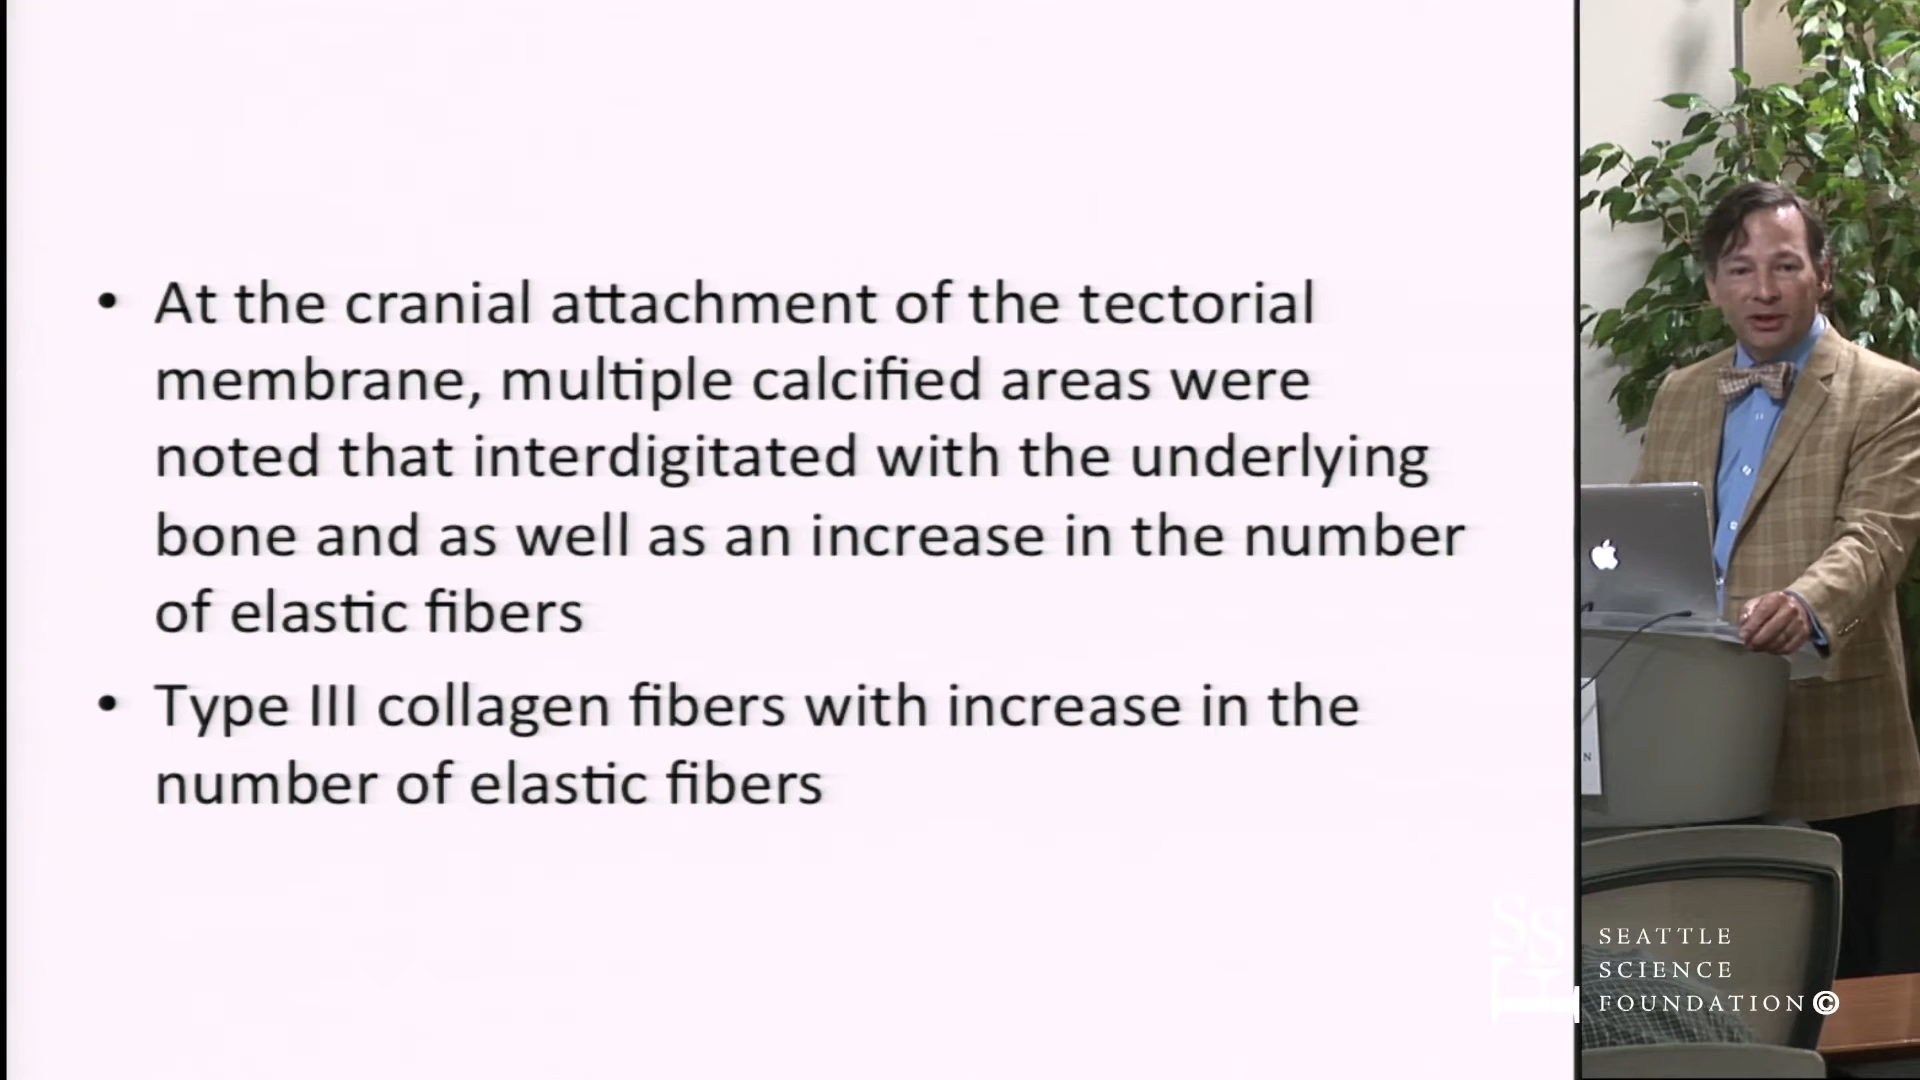 • At the cranial attachment of the tectorial
membrane, multiple calcified areas were
noted that interdigitated with the underlying
bone and as well as an increase in the number
of elastic fibers
• Type III collagen fibers with increase in the
number of elastic fibers
N
SSF
SEATTLE
SCIENCE
FOUNDATION©